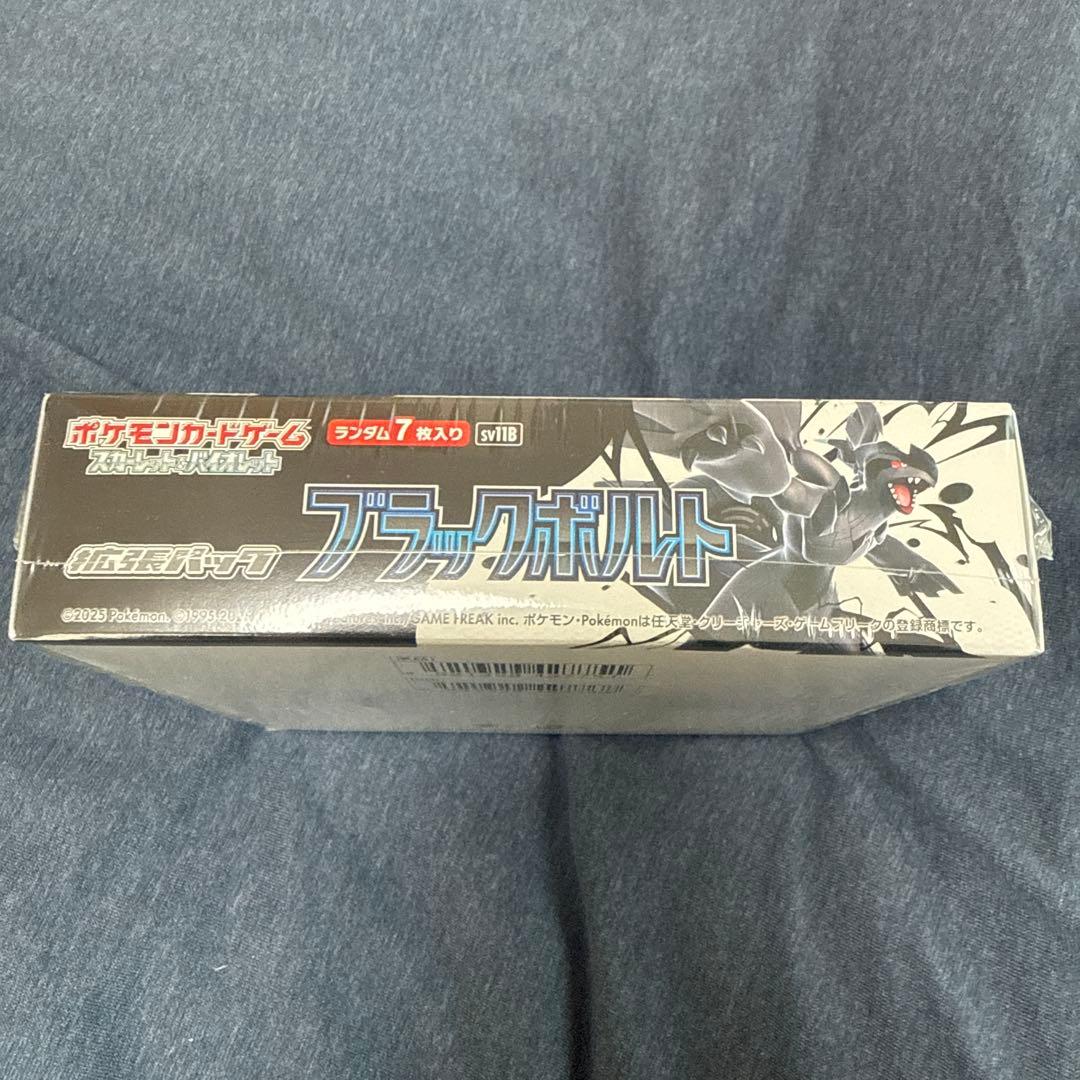 ポケモンカードゲーム
スカーレット&バイオレット
ランダム7枚入り
sv11B
ブラックボルト
拡張パック
©2025 Pokémon. ©1995-20 GAME FREAK inc. ポケモン・Pokémonは任天堂・クリーチャーズ・ゲームフリークの登録商標です。